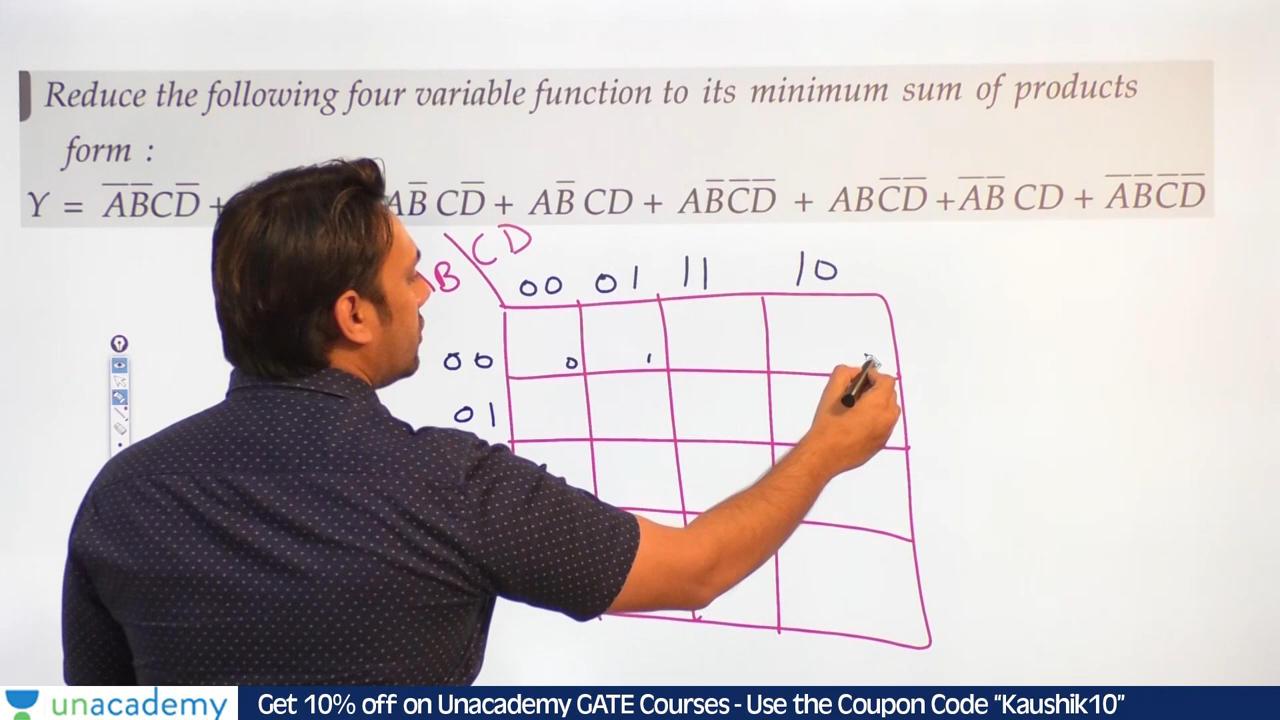 Reduce the following four variable function to its minimum sum of products
form :
Y = A̅B̅CD̅ + AB̅CD̅ + AB̅CD + AB̅C̅D̅ + ABC̅D̅ + A̅B̅CD + A̅B̅C̅D̅
CD
B
00 01 11 10
00 0 1
01
unacademy Get 10% off on Unacademy GATE Courses - Use the Coupon Code "Kaushik10"